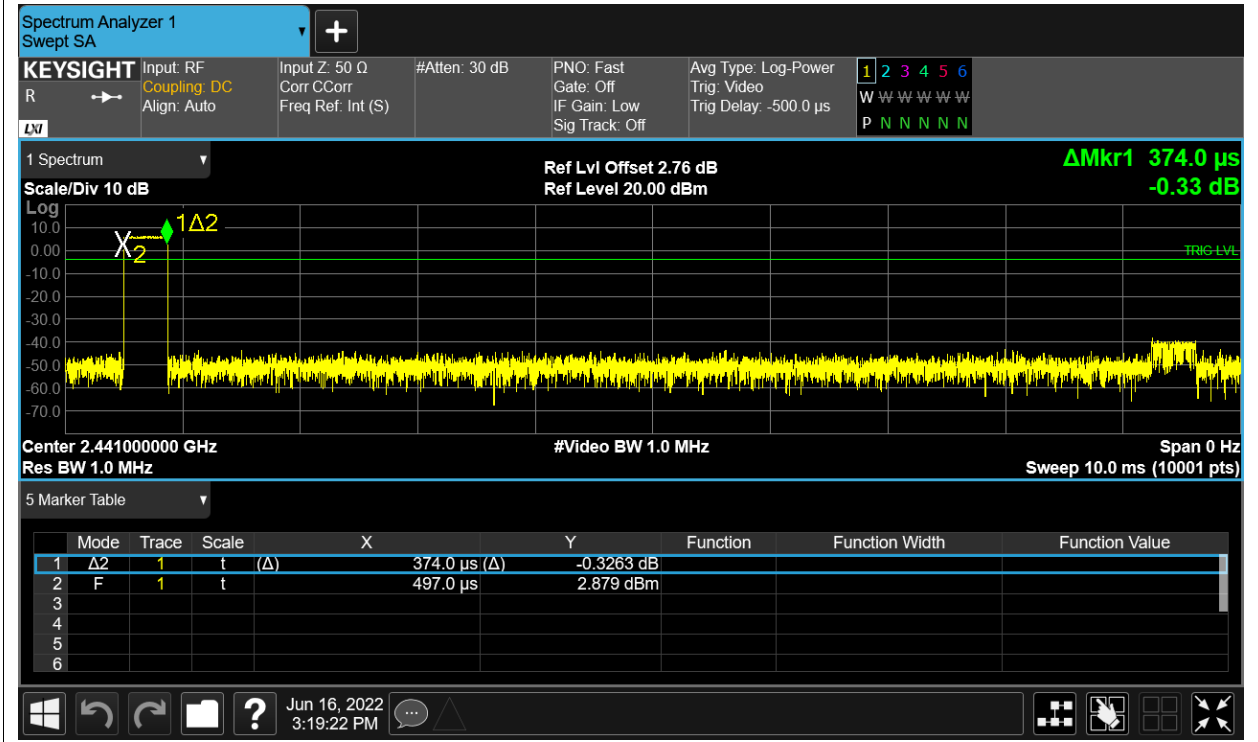 Spectrum Analyzer 1
Swept SA
KEYSIGHT
R
LXI
Input: RF
Coupling: DC
Align: Auto
Input Z: 50 Ω
Corr CCorr
Freq Ref: Int (S)
#Atten: 30 dB
PNO: Fast
Gate: Off
IF Gain: Low
Sig Track: Off
Avg Type: Log-Power
Trig: Video
Trig Delay: -500.0 µs
1 2 3 4 5 6
W W W W W W
P N N N N N
1 Spectrum
Scale/Div 10 dB
Ref Lvl Offset 2.76 dB
Ref Level 20.00 dBm
ΔMkr1 374.0 µs
-0.33 dB
Log
10.0
0.00
-10.0
-20.0
-30.0
-40.0
-50.0
-60.0
-70.0
1Δ2
X2
TRIG LVL
Center 2.441000000 GHz
Res BW 1.0 MHz
#Video BW 1.0 MHz
Span 0 Hz
Sweep 10.0 ms (10001 pts)
5 Marker Table
Mode Trace Scale X Y Function Function Width Function Value
1 Δ2 1 t (Δ) 374.0 µs (Δ) -0.3263 dB
2 F 1 t 497.0 µs 2.879 dBm
3
4
5
6
?
Jun 16, 2022
3:19:22 PM